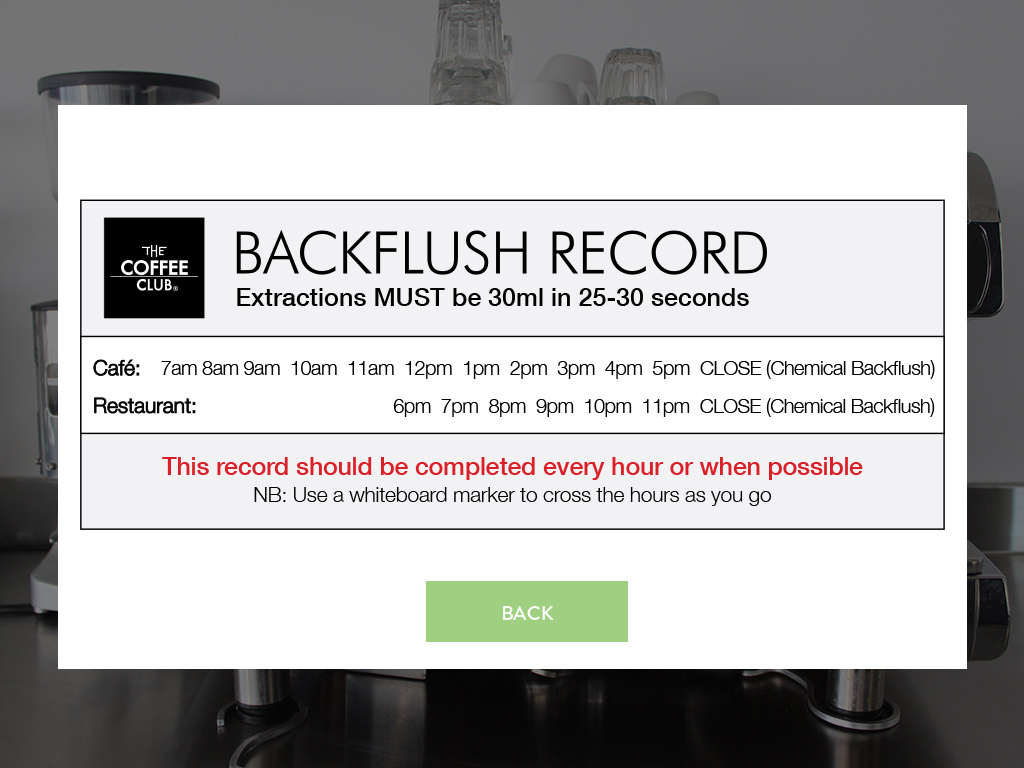 THE
COFFEE
CLUB®
BACKFLUSH RECORD
Extractions MUST be 30ml in 25-30 seconds
Café: 7am 8am 9am 10am 11am 12pm 1pm 2pm 3pm 4pm 5pm CLOSE (Chemical Backflush)
Restaurant: 6pm 7pm 8pm 9pm 10pm 11pm CLOSE (Chemical Backflush)
This record should be completed every hour or when possible
NB: Use a whiteboard marker to cross the hours as you go
BACK